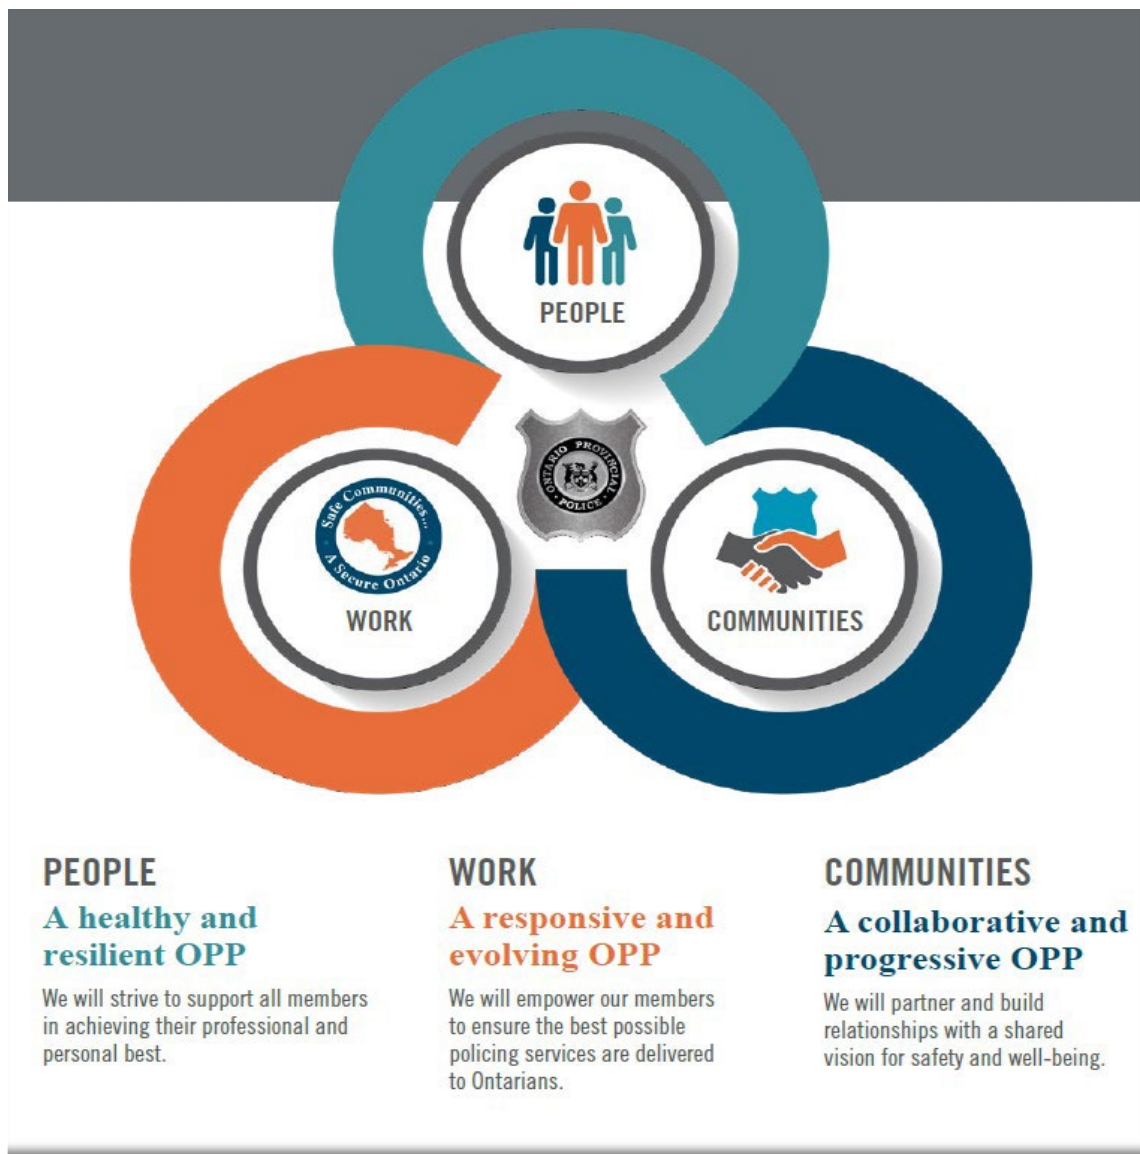 PEOPLE
ONTARIO PROVINCIAL
POLICE
Safe Communities...
A Secure Ontario
WORK
COMMUNITIES
PEOPLE
A healthy and
resilient OPP
We will strive to support all members
in achieving their professional and
personal best.
WORK
A responsive and
evolving OPP
We will empower our members
to ensure the best possible
policing services are delivered
to Ontarians.
COMMUNITIES
A collaborative and
progressive OPP
We will partner and build
relationships with a shared
vision for safety and well-being.